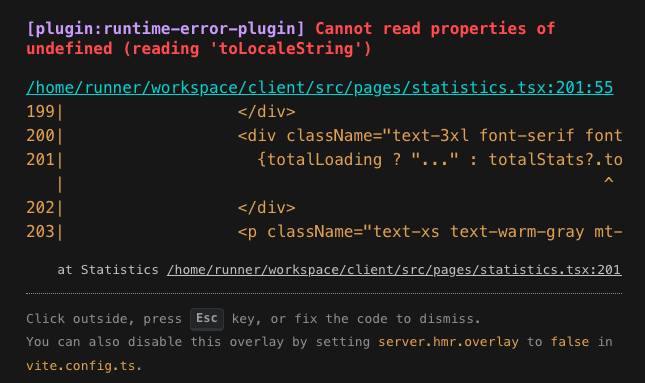 [plugin:runtime-error-plugin] Cannot read properties of
undefined (reading 'toLocaleString')
/home/runner/workspace/client/src/pages/statistics.tsx:201:55
199|                  </div>
200|                  <div className="text-3xl font-serif font
201|                    {totalLoading ? "..." : totalStats?.to
   |                                                       ^
202|                  </div>
203|                  <p className="text-xs text-warm-gray mt-
at Statistics /home/runner/workspace/client/src/pages/statistics.tsx:201
Click outside, press Esc key, or fix the code to dismiss.
You can also disable this overlay by setting server.hmr.overlay to false in
vite.config.ts.